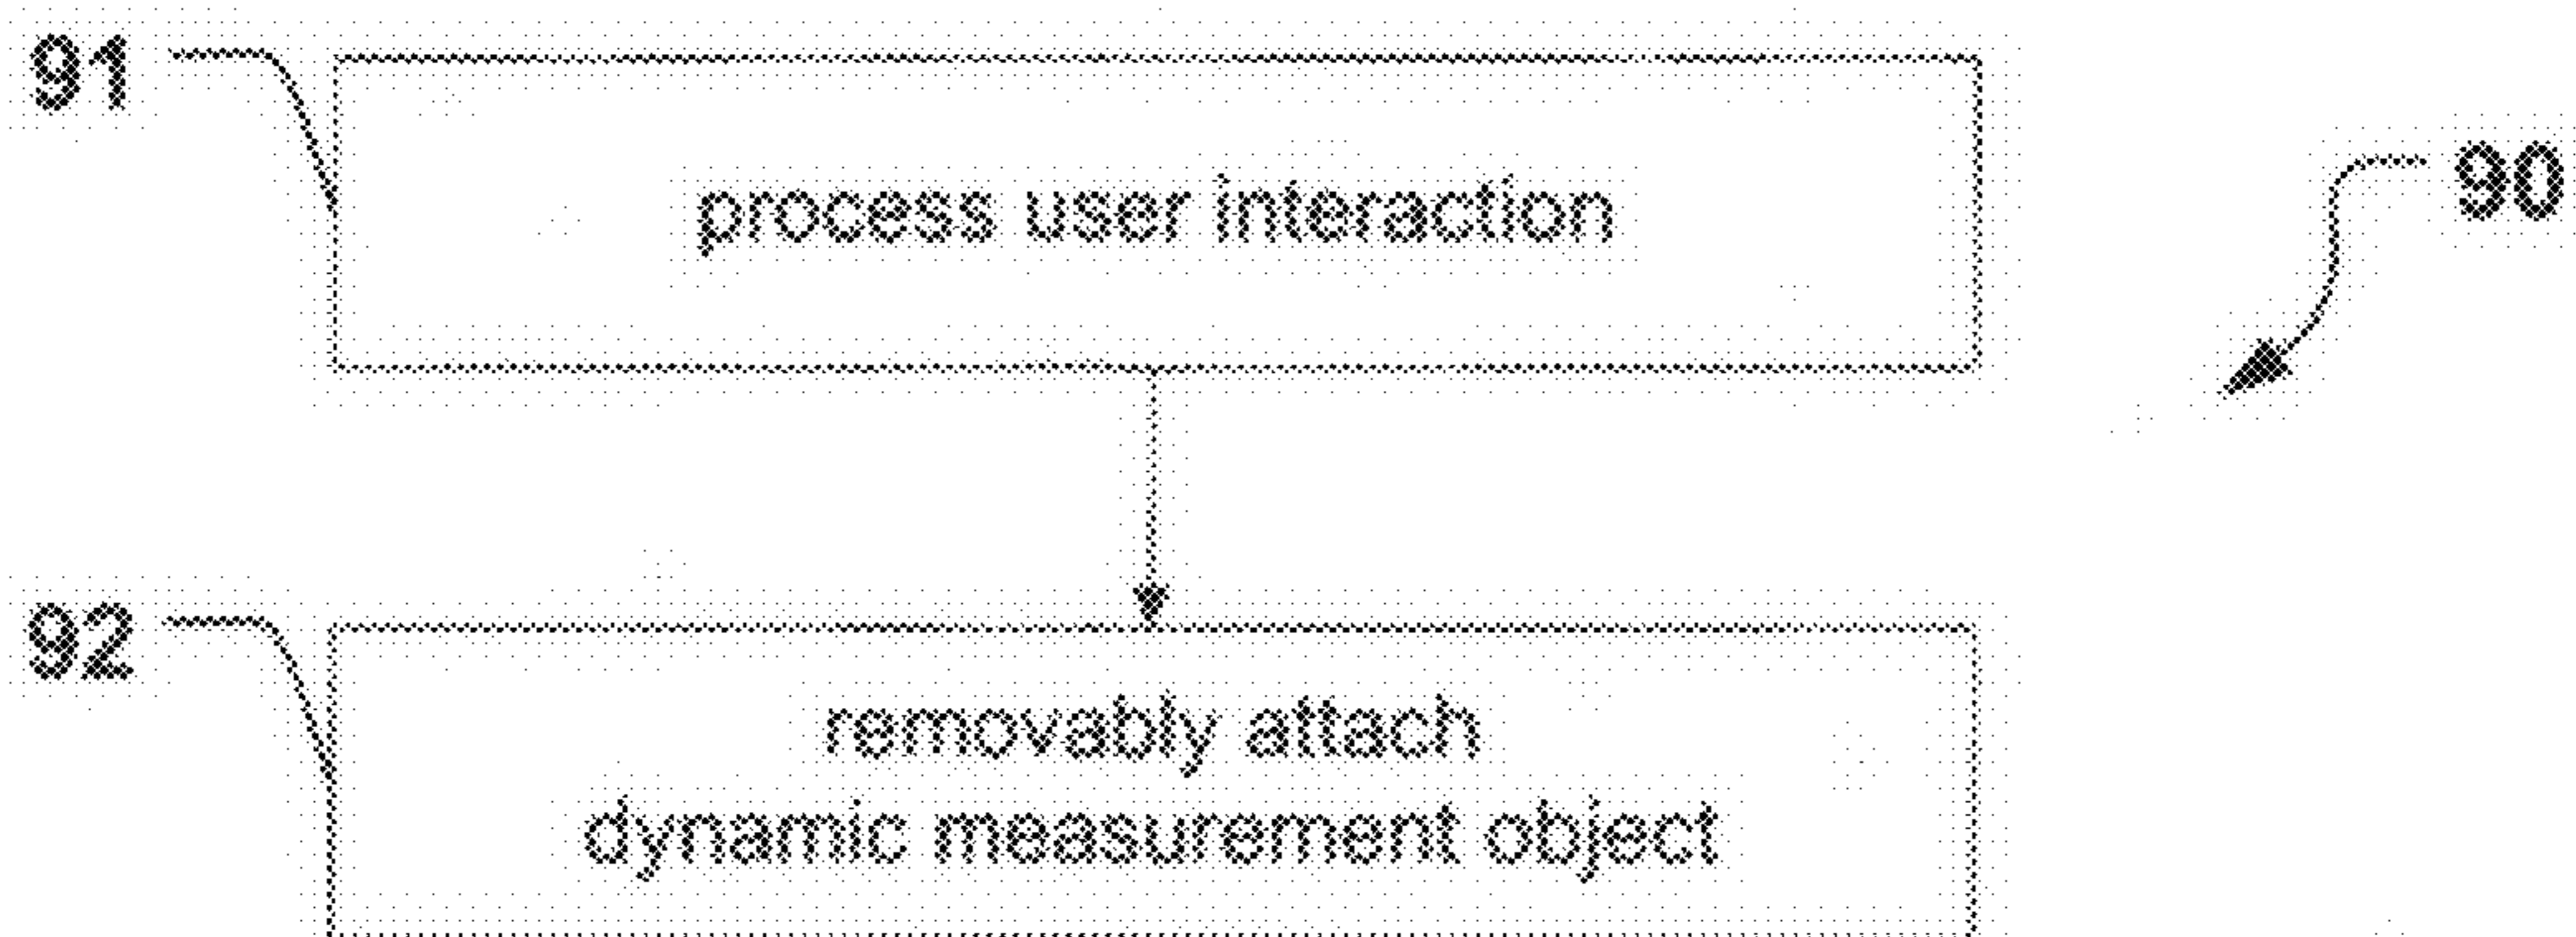 91
process user interaction
90
92
removably attach
dynamic measurement object